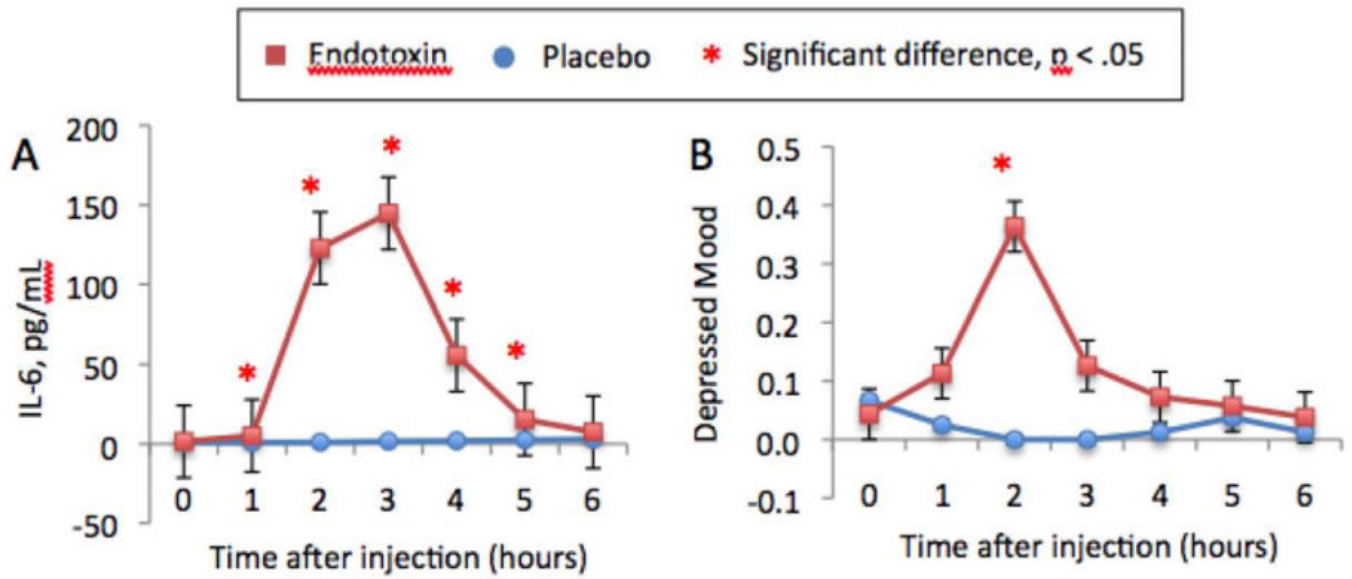 Endotoxin Placebo * Significant difference, p < .05
A
200
150
100
50
0
-50
IL-6, pg/mL
0 1 2 3 4 5 6
Time after injection (hours)
B
0.5
0.4
0.3
0.2
0.1
0.0
-0.1
Depressed Mood
0 1 2 3 4 5 6
Time after injection (hours)